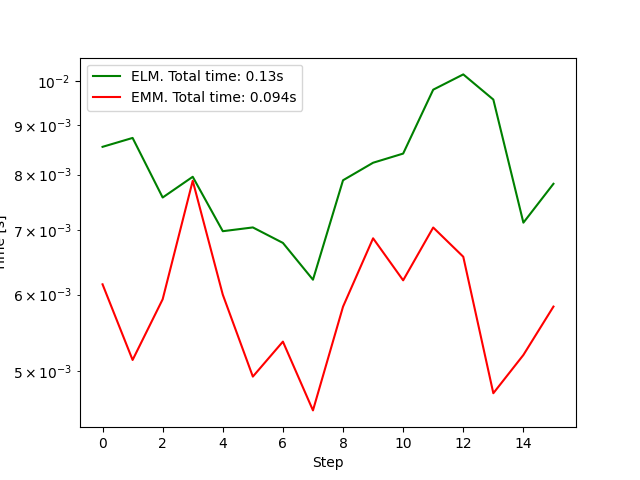 ELM. Total time: 0.13s
EMM. Total time: 0.094s
10⁻²
9 × 10⁻³
8 × 10⁻³
7 × 10⁻³
6 × 10⁻³
5 × 10⁻³
[s]
0 2 4 6 8 10 12 14
Step